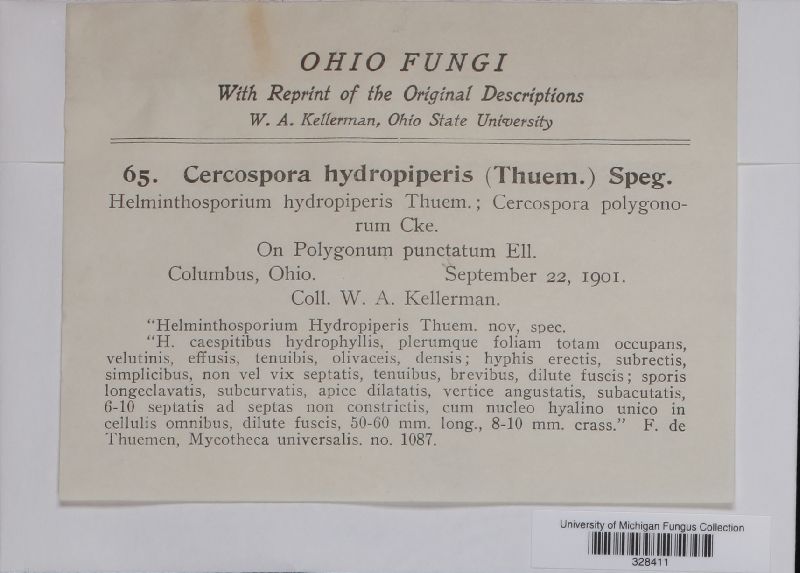 OHIO FUNGI
With Reprint of the Original Descriptions
W. A. Kellerman, Ohio State University
65. Cercospora hydropiperis (Thuem.) Speg.
Helminthosporium hydropiperis Thuem.; Cercospora polygono-
rum Cke.
On Polygonum punctatum Ell.
Columbus, Ohio. September 22, 1901.
Coll. W. A. Kellerman.
"Helminthosporium Hydropiperis Thuem. nov, spec.
"H. caespitibus hydrophyllis, plerumque foliam totam occupans,
velutinis, effusis, tenuibis, olivaceis, densis; hyphis erectis, subrectis,
simplicibus, non vel vix septatis, tenuibus, brevibus, dilute fuscis; sporis
longeclavatis, subcurvatis, apice dilatatis, vertice angustatis, subacutatis,
6-10 septatis ad septas non constrictis, cum nucleo hyalino unico in
cellulis omnibus, dilute fuscis, 50-60 mm. long., 8-10 mm. crass." F. de
Thuemen, Mycotheca universalis. no. 1087.
University of Michigan Fungus Collection
328411